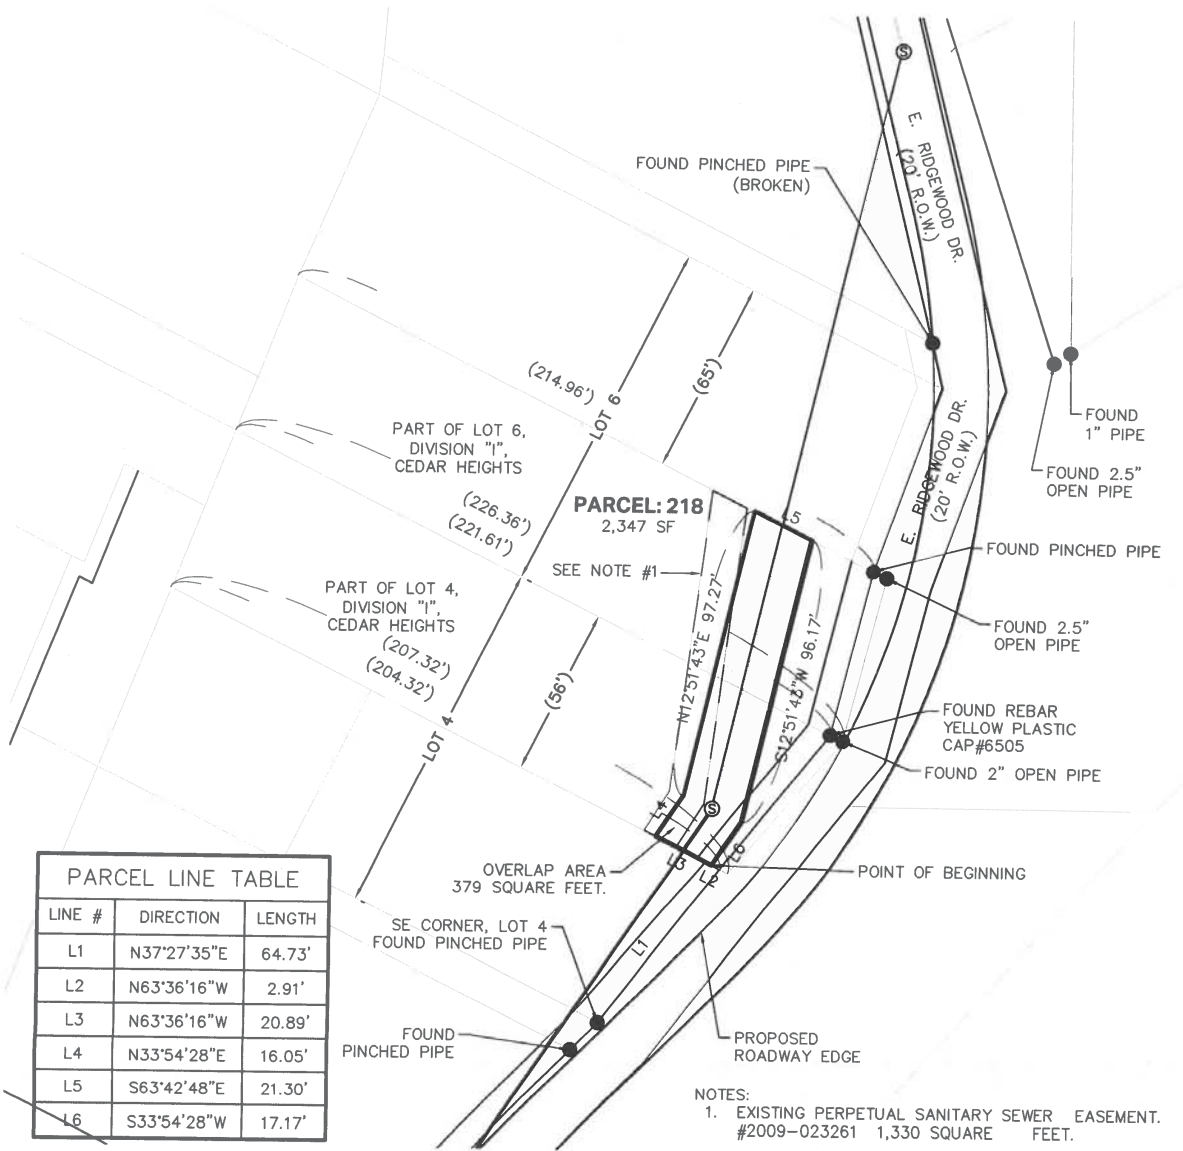 E. RIDGEWOOD DR.
(20' R.O.W.)
FOUND PINCHED PIPE
(BROKEN)
(214.96')
LOT 6
(65')
PART OF LOT 6,
DIVISION "I",
CEDAR HEIGHTS
(226.36')
(221.61')
PARCEL: 218
2,347 SF
SEE NOTE #1
L5
E. RIDGEWOOD DR.
(20' R.O.W.)
FOUND
1" PIPE
FOUND 2.5"
OPEN PIPE
FOUND PINCHED PIPE
FOUND 2.5"
OPEN PIPE
PART OF LOT 4,
DIVISION "I",
CEDAR HEIGHTS
(207.32')
(204.32')
LOT 4
(56')
N12°51'43"E 97.27'
S12°51'43"W 96.17'
FOUND REBAR
YELLOW PLASTIC
CAP#6505
FOUND 2" OPEN PIPE
S
S
L4
L3
L2
L6
OVERLAP AREA
379 SQUARE FEET.
POINT OF BEGINNING
SE CORNER, LOT 4
FOUND PINCHED PIPE
L1
FOUND
PINCHED PIPE
PROPOSED
ROADWAY EDGE
PARCEL LINE TABLE
LINE # DIRECTION LENGTH
L1 N37°27'35"E 64.73'
L2 N63°36'16"W 2.91'
L3 N63°36'16"W 20.89'
L4 N33°54'28"E 16.05'
L5 S63°42'48"E 21.30'
L6 S33°54'28"W 17.17'
NOTES:
1. EXISTING PERPETUAL SANITARY SEWER EASEMENT.
#2009-023261 1,330 SQUARE FEET.